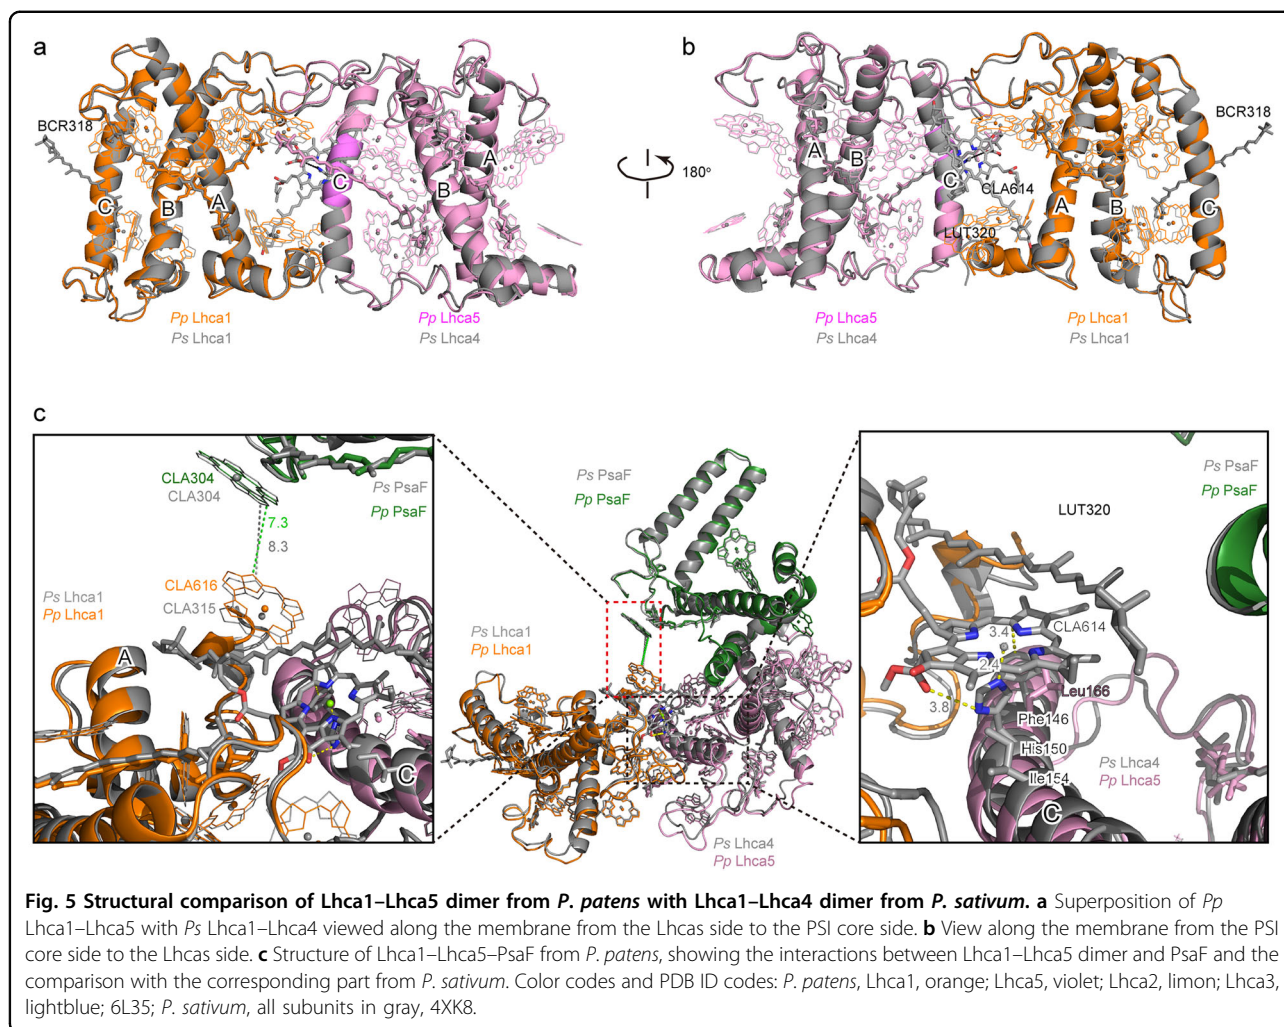 a
BCR318
C
B
A
C
B
A
Pp Lhca1
Ps Lhca1
Pp Lhca5
Ps Lhca4
180°
b
A
B
C
CLA614
LUT320
A
B
C
BCR318
Pp Lhca5
Ps Lhca4
Pp Lhca1
Ps Lhca1
c
CLA304
CLA304
Ps PsaF
Pp PsaF
7.3
8.3
CLA616
CLA315
Ps Lhca1
Pp Lhca1
A
C
Ps PsaF
Pp PsaF
Ps Lhca1
Pp Lhca1
Ps Lhca4
Pp Lhca5
Ps PsaF
Pp PsaF
LUT320
3.4
CLA614
2.4
Leu166
3.8
Phe146
His150
Ile154
Ps Lhca4
Pp Lhca5
C
Fig. 5 Structural comparison of Lhca1–Lhca5 dimer from P. patens with Lhca1–Lhca4 dimer from P. sativum. a Superposition of Pp
Lhca1–Lhca5 with Ps Lhca1–Lhca4 viewed along the membrane from the Lhcas side to the PSI core side. b View along the membrane from the PSI
core side to the Lhcas side. c Structure of Lhca1–Lhca5–PsaF from P. patens, showing the interactions between Lhca1–Lhca5 dimer and PsaF and the
comparison with the corresponding part from P. sativum. Color codes and PDB ID codes: P. patens, Lhca1, orange; Lhca5, violet; Lhca2, limon; Lhca3,
lightblue; 6L35; P. sativum, all subunits in gray, 4XK8.